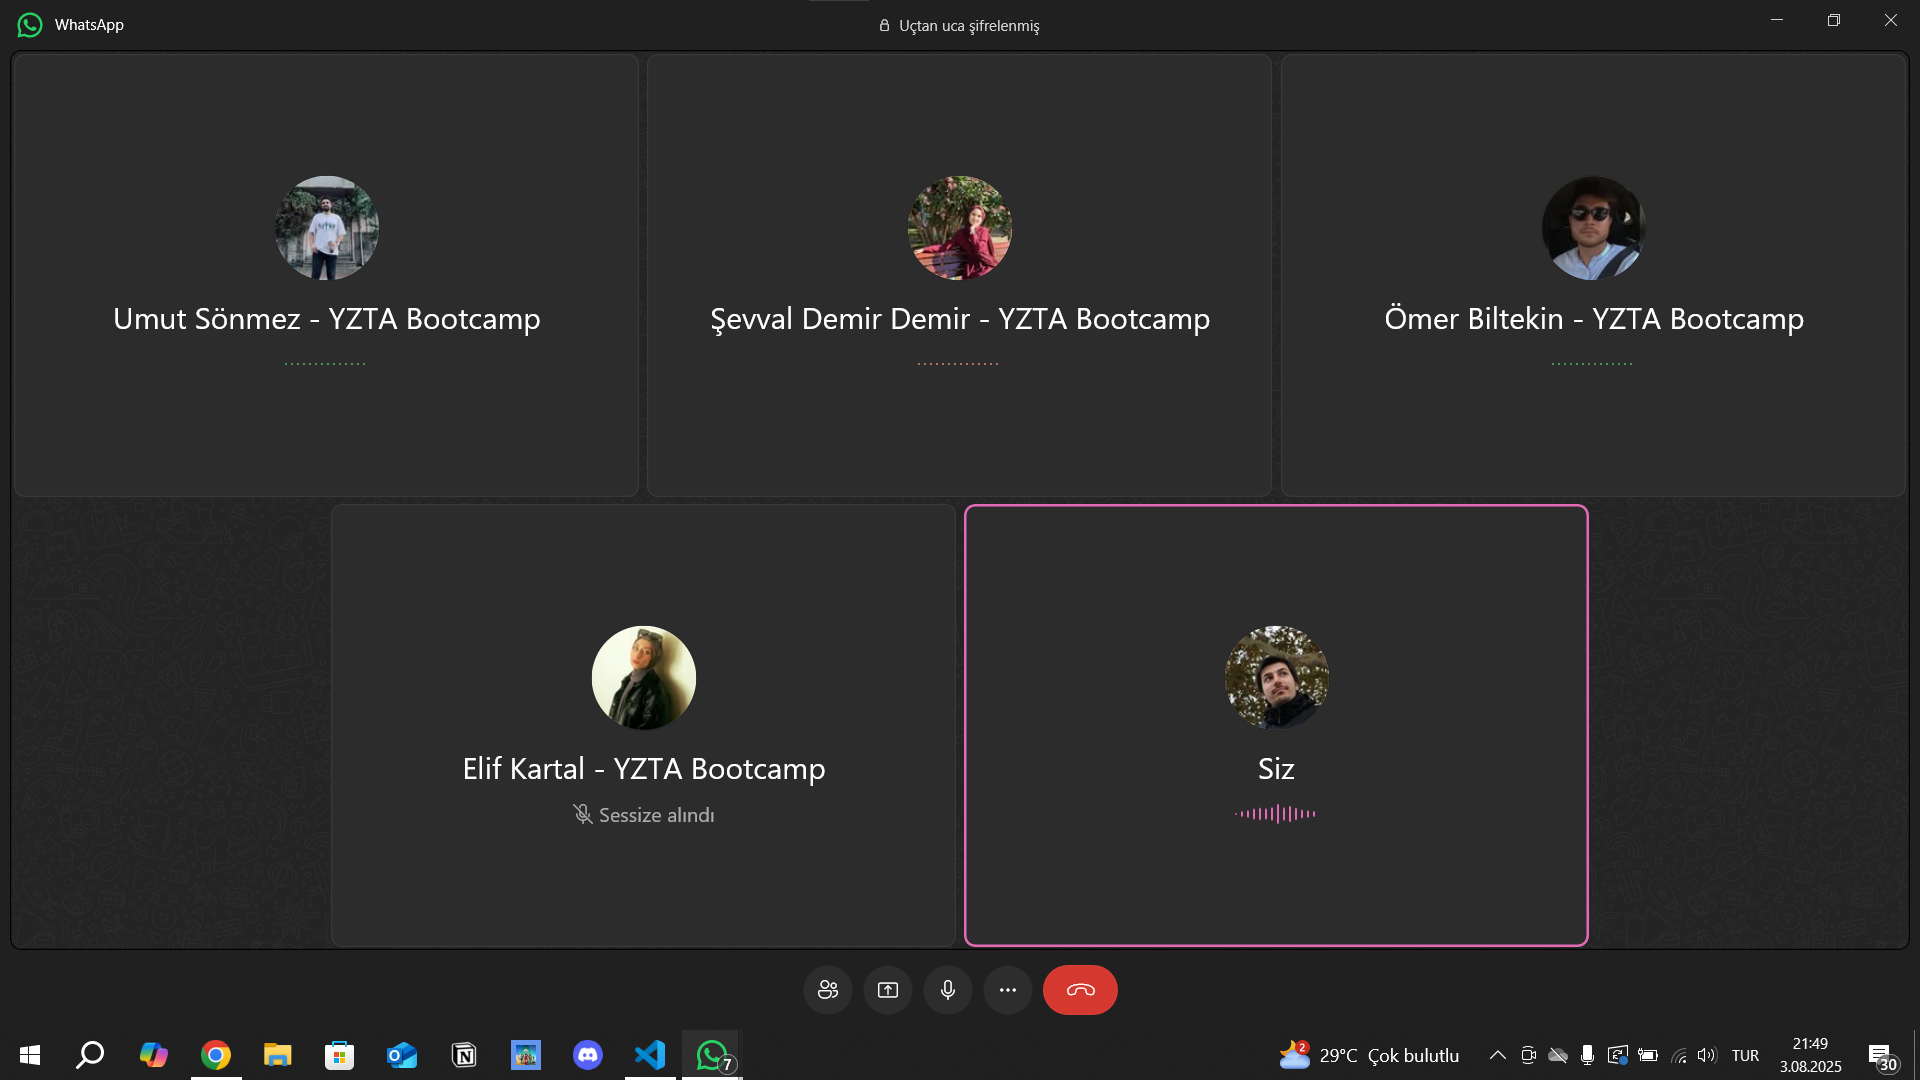 WhatsApp
Uçtan uca şifrelenmiş
Umut Sönmez - YZTA Bootcamp
Şevval Demir Demir - YZTA Bootcamp
Ömer Biltekin - YZTA Bootcamp
Elif Kartal - YZTA Bootcamp
Sessize alındı
Siz
7
2
29°C Çok bulutlu
TUR
21:49
3.08.2025
30